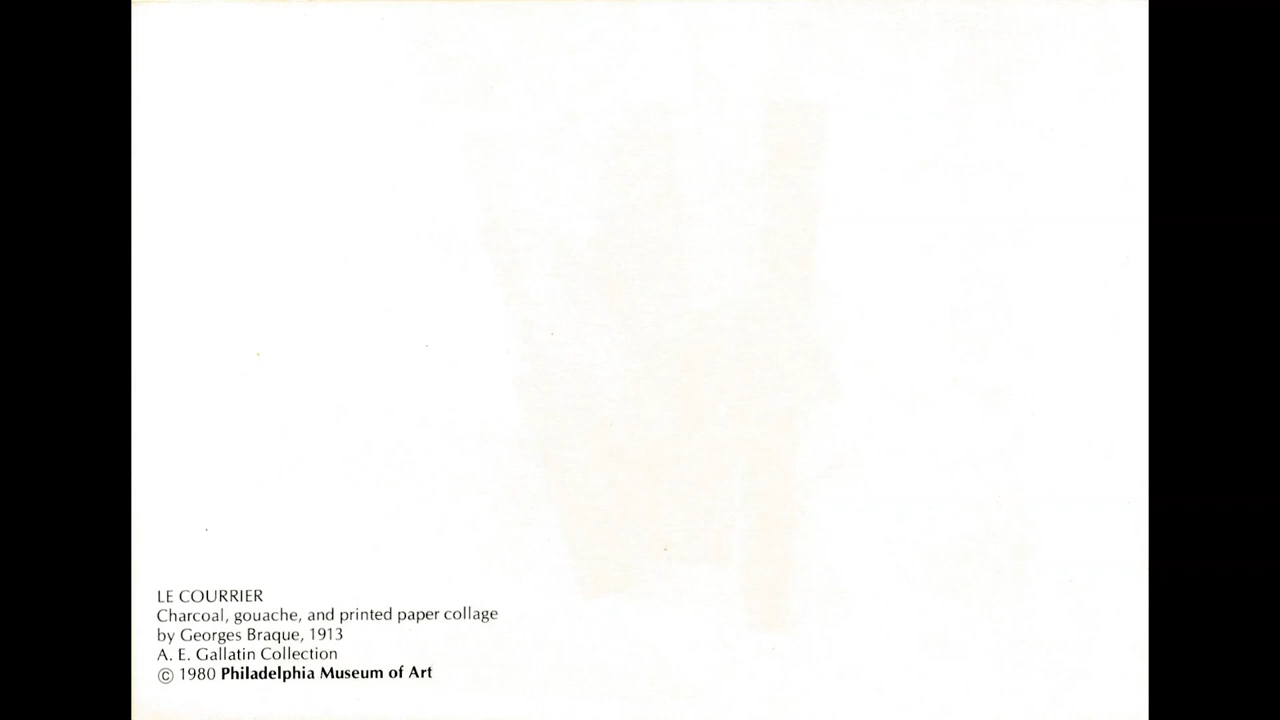 LE COURRIER
Charcoal, gouache, and printed paper collage
by Georges Braque, 1913
A. E. Gallatin Collection
© 1980 Philadelphia Museum of Art